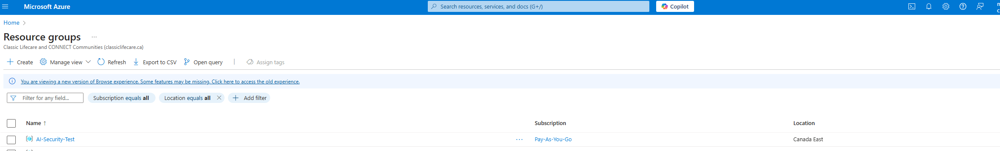 Microsoft Azure
Search resources, services, and docs (G+/)
Copilot
Home
Resource groups ...
Classic Lifecare and CONNECT Communities (classiclifecare.ca)
Create Manage view Refresh Export to CSV Open query | Assign tags
You are viewing a new version of Browse experience. Some features may be missing. Click here to access the old experience.
Filter for any field... Subscription equals all Location equals all Add filter
Name ↑ Subscription Location
AI-Security-Test ... Pay-As-You-Go Canada East